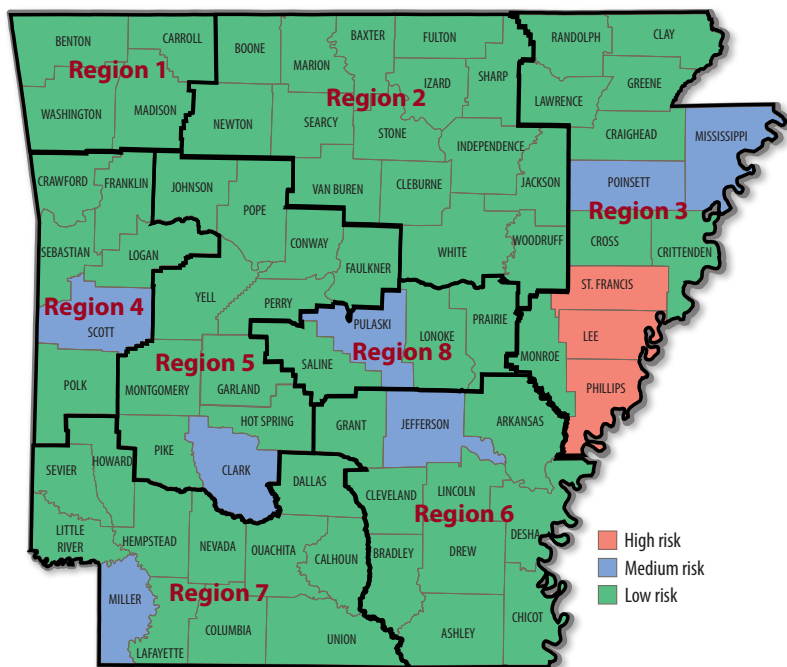 BENTON
CARROLL
BOONE
MARION
BAXTER
FULTON
RANDOLPH
CLAY
Region 1
Region 2
IZARD
SHARP
GREENE
LAWRENCE
WASHINGTON
MADISON
NEWTON
SEARCY
STONE
INDEPENDENCE
CRAIGHEAD
MISSISSIPPI
CRAWFORD
FRANKLIN
JOHNSON
POPE
VAN BUREN
CLEBURNE
JACKSON
POINSETT
Region 3
SEBASTIAN
LOGAN
CONWAY
FAULKNER
WHITE
WOODRUFF
CROSS
CRITTENDEN
Region 4
SCOTT
YELL
PERRY
PULASKI
LONOKE
PRAIRIE
ST. FRANCIS
LEE
Region 5
Region 8
SALINE
MONROE
POLK
MONTGOMERY
GARLAND
PHILLIPS
HOT SPRING
GRANT
JEFFERSON
ARKANSAS
PIKE
CLARK
SEVIER
HOWARD
DALLAS
CLEVELAND
LINCOLN
Region 6
LITTLE
RIVER
HEMPSTEAD
NEVADA
OUACHITA
CALHOUN
BRADLEY
DREW
DESHA
High risk
Medium risk
Low risk
MILLER
Region 7
LAFAYETTE
COLUMBIA
UNION
ASHLEY
CHICOT